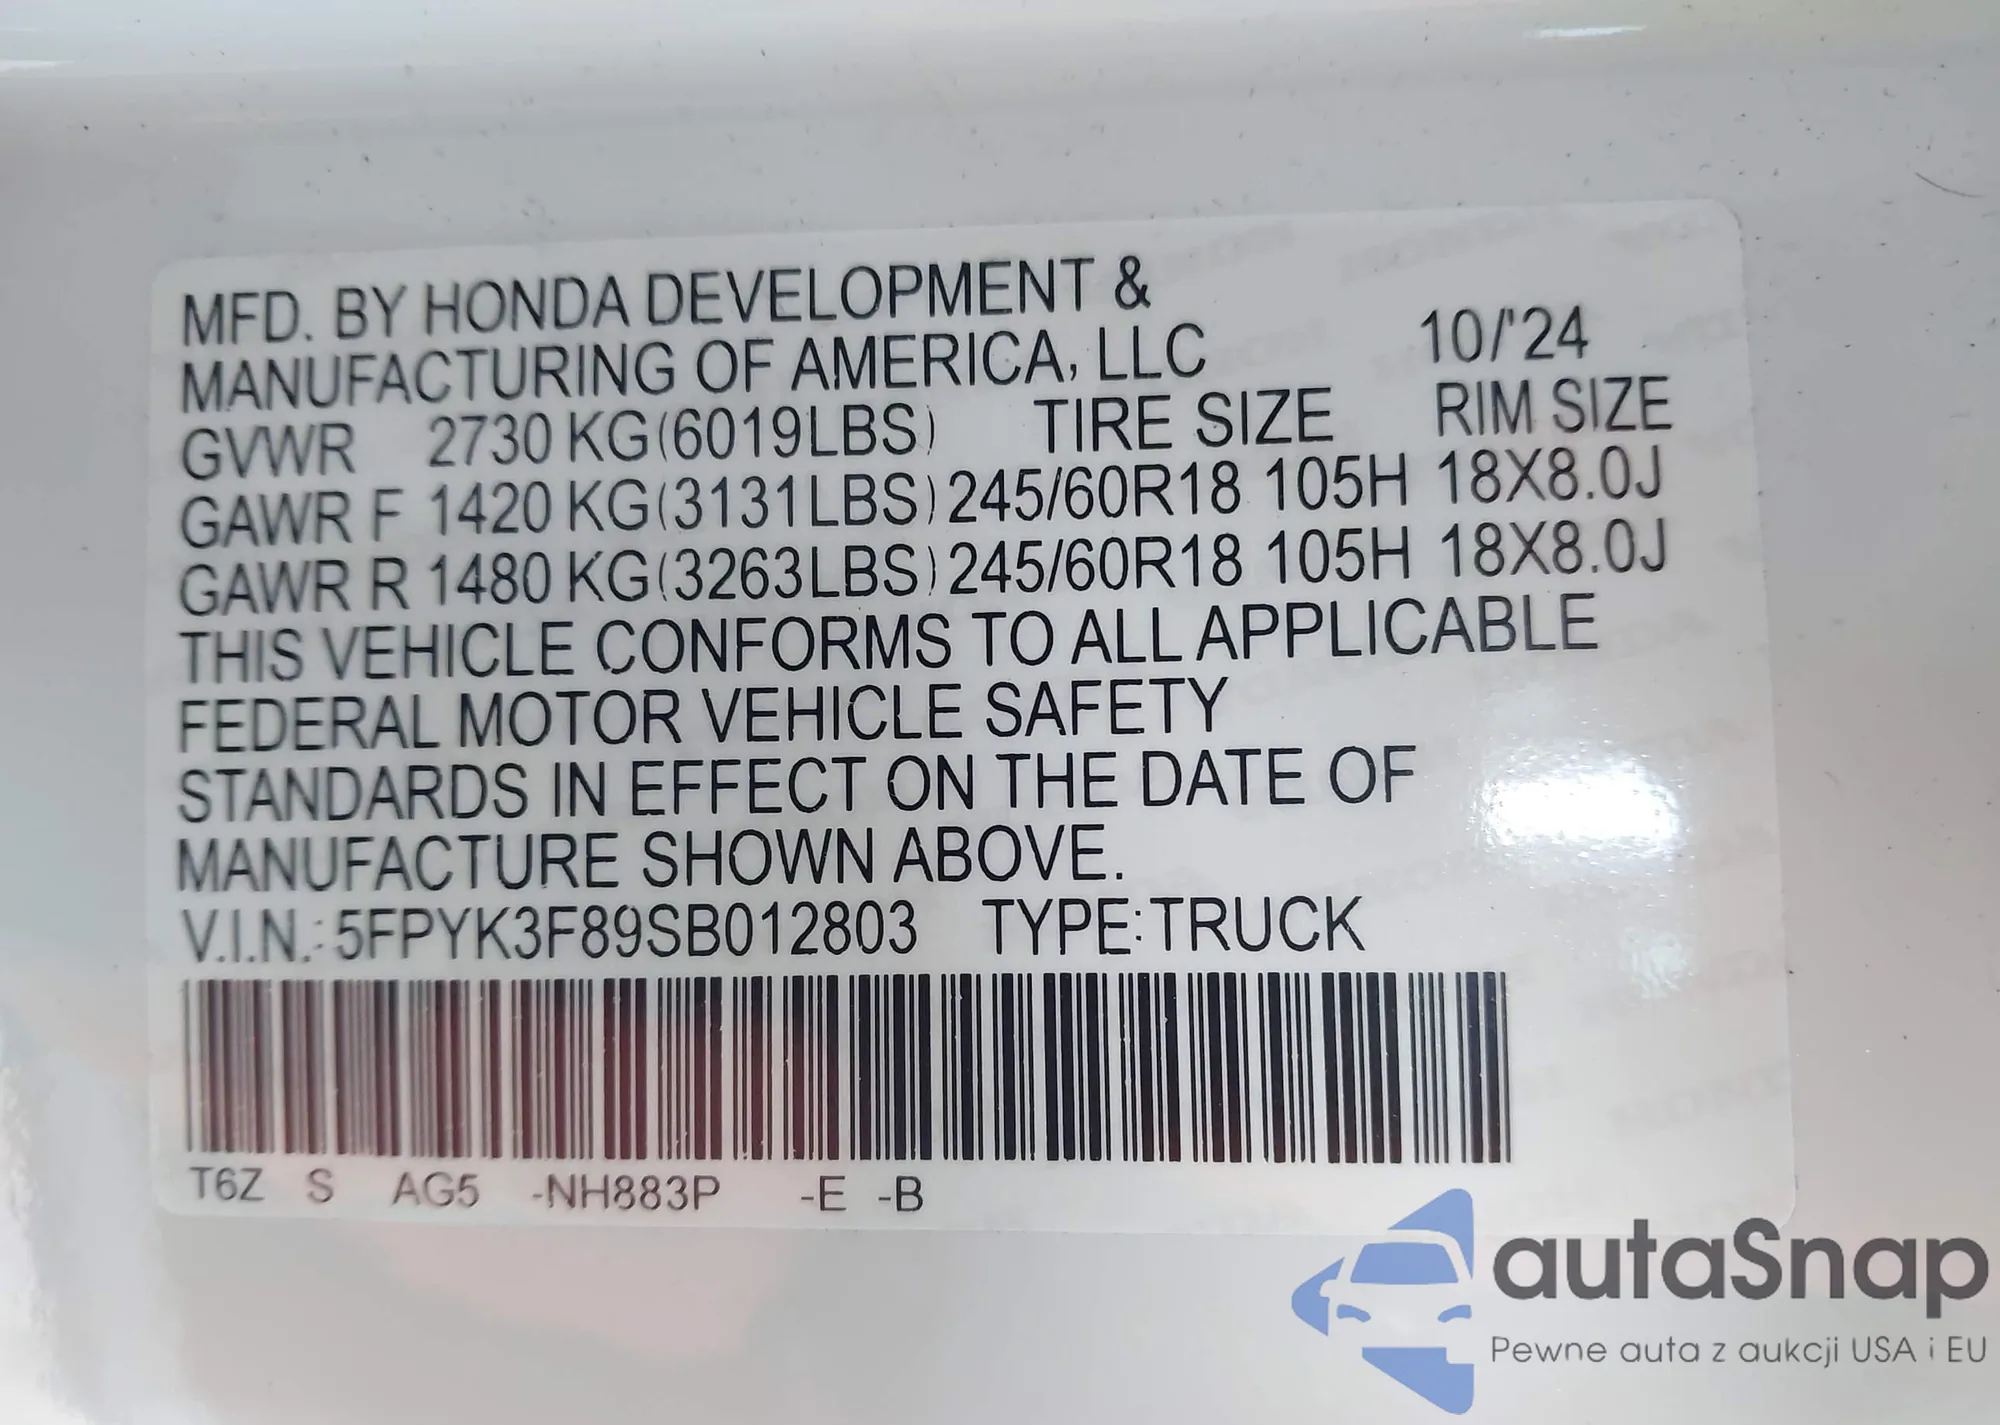 MFD. BY HONDA DEVELOPMENT &
MANUFACTURING OF AMERICA, LLC 10/'24
GVWR 2730 KG(6019LBS) TIRE SIZE RIM SIZE
GAWR F 1420 KG(3131LBS) 245/60R18 105H 18X8.0J
GAWR R 1480 KG(3263LBS) 245/60R18 105H 18X8.0J
THIS VEHICLE CONFORMS TO ALL APPLICABLE
FEDERAL MOTOR VEHICLE SAFETY
STANDARDS IN EFFECT ON THE DATE OF
MANUFACTURE SHOWN ABOVE.
V.I.N.: 5FPYK3F89SB012803 TYPE:TRUCK
T6Z S AG5 -NH883P -E -B
autaSnap
Pewne auta z aukcji USA i EU